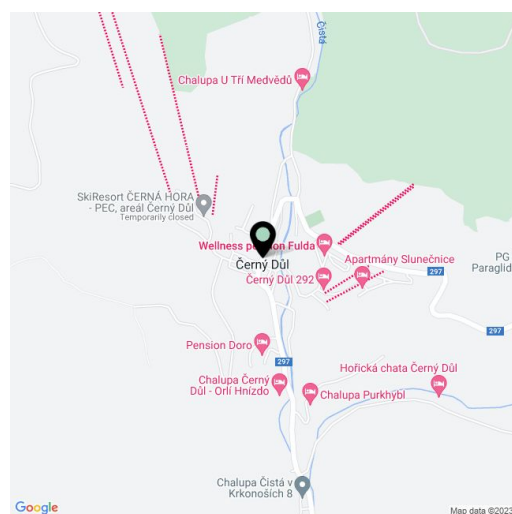 Čistá
Chalupa U Tří Medvědů
SkiResort ČERNÁ HORA
- PEC, areál Černý Důl
Temporarily closed
Wellness Fulda
Černý Důl
Apartmány Slunečnice
PG
Paraglid
297
Černý Důl 292
297
Pension Doro
297
Hořická chata Černý Důl
Chalupa Černý
Důl - Orlí Hnízdo
Chalupa Purkhýbl
Chalupa Čistá v
Krkonoších 8
Google
Map data ©2023